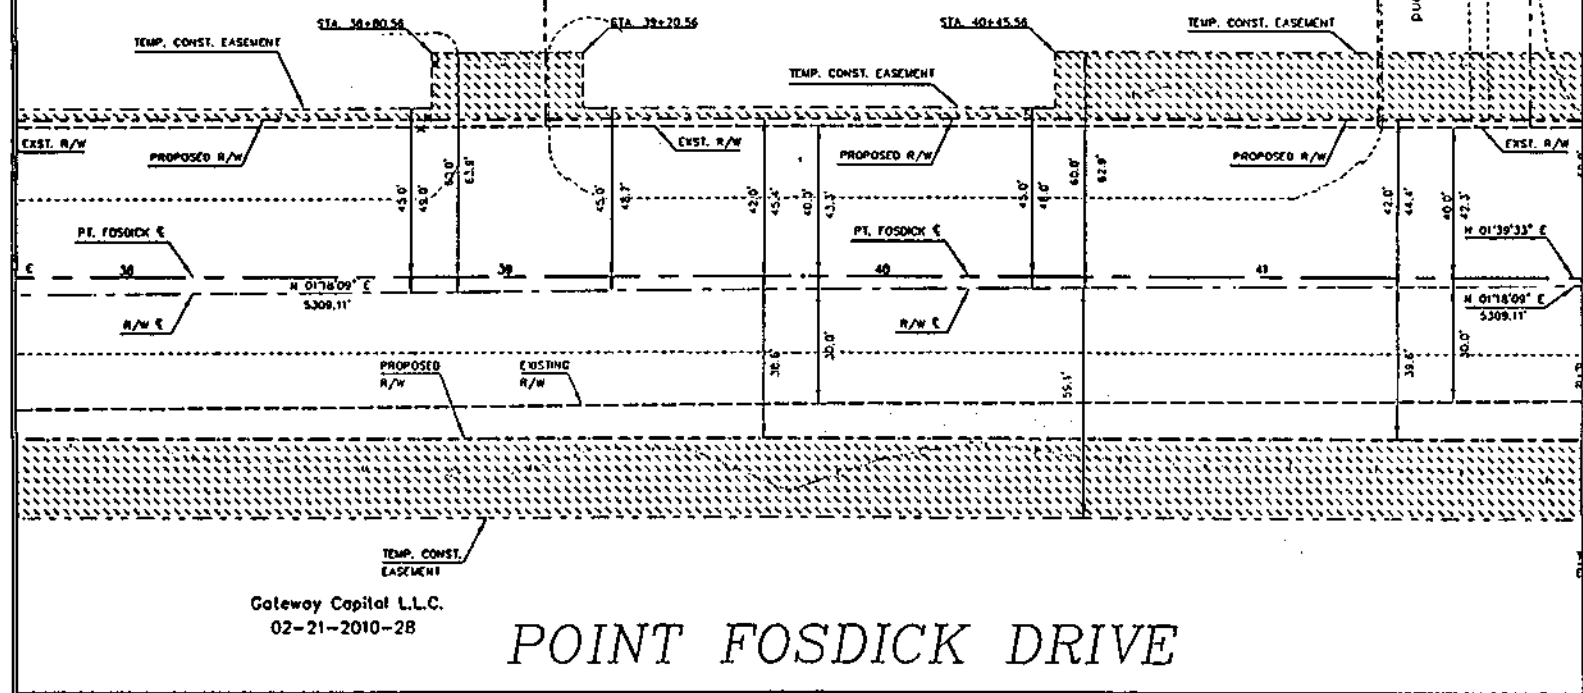 STA. 38+80.56
STA. 39+20.56
STA. 40+45.56
TEMP. CONST. EASEMENT
TEMP. CONST. EASEMENT
TEMP. CONST. EASEMENT
EXST. R/W
PROPOSED R/W
EXST. R/W
PROPOSED R/W
PROPOSED R/W
EXST. R/W
45.0'
49.0'
60.0'
63.9'
45.0'
48.7'
42.0'
45.4'
40.0'
43.3'
45.0'
48.0'
60.0'
62.9'
42.0'
44.4'
40.0'
42.3'
PT. FOSDICK ℄
PT. FOSDICK ℄
N 01°39'33" E
E
38
39
40
41
N 01°18'09" E
5309.11'
N 01°18'09" E
5309.11'
R/W ℄
R/W ℄
38.6'
30.0'
59.1'
39.6'
30.0'
PROPOSED
R/W
EXISTING
R/W
TEMP. CONST.
EASEMENT
Gateway Capital L.L.C.
02-21-2010-28
POINT FOSDICK DRIVE